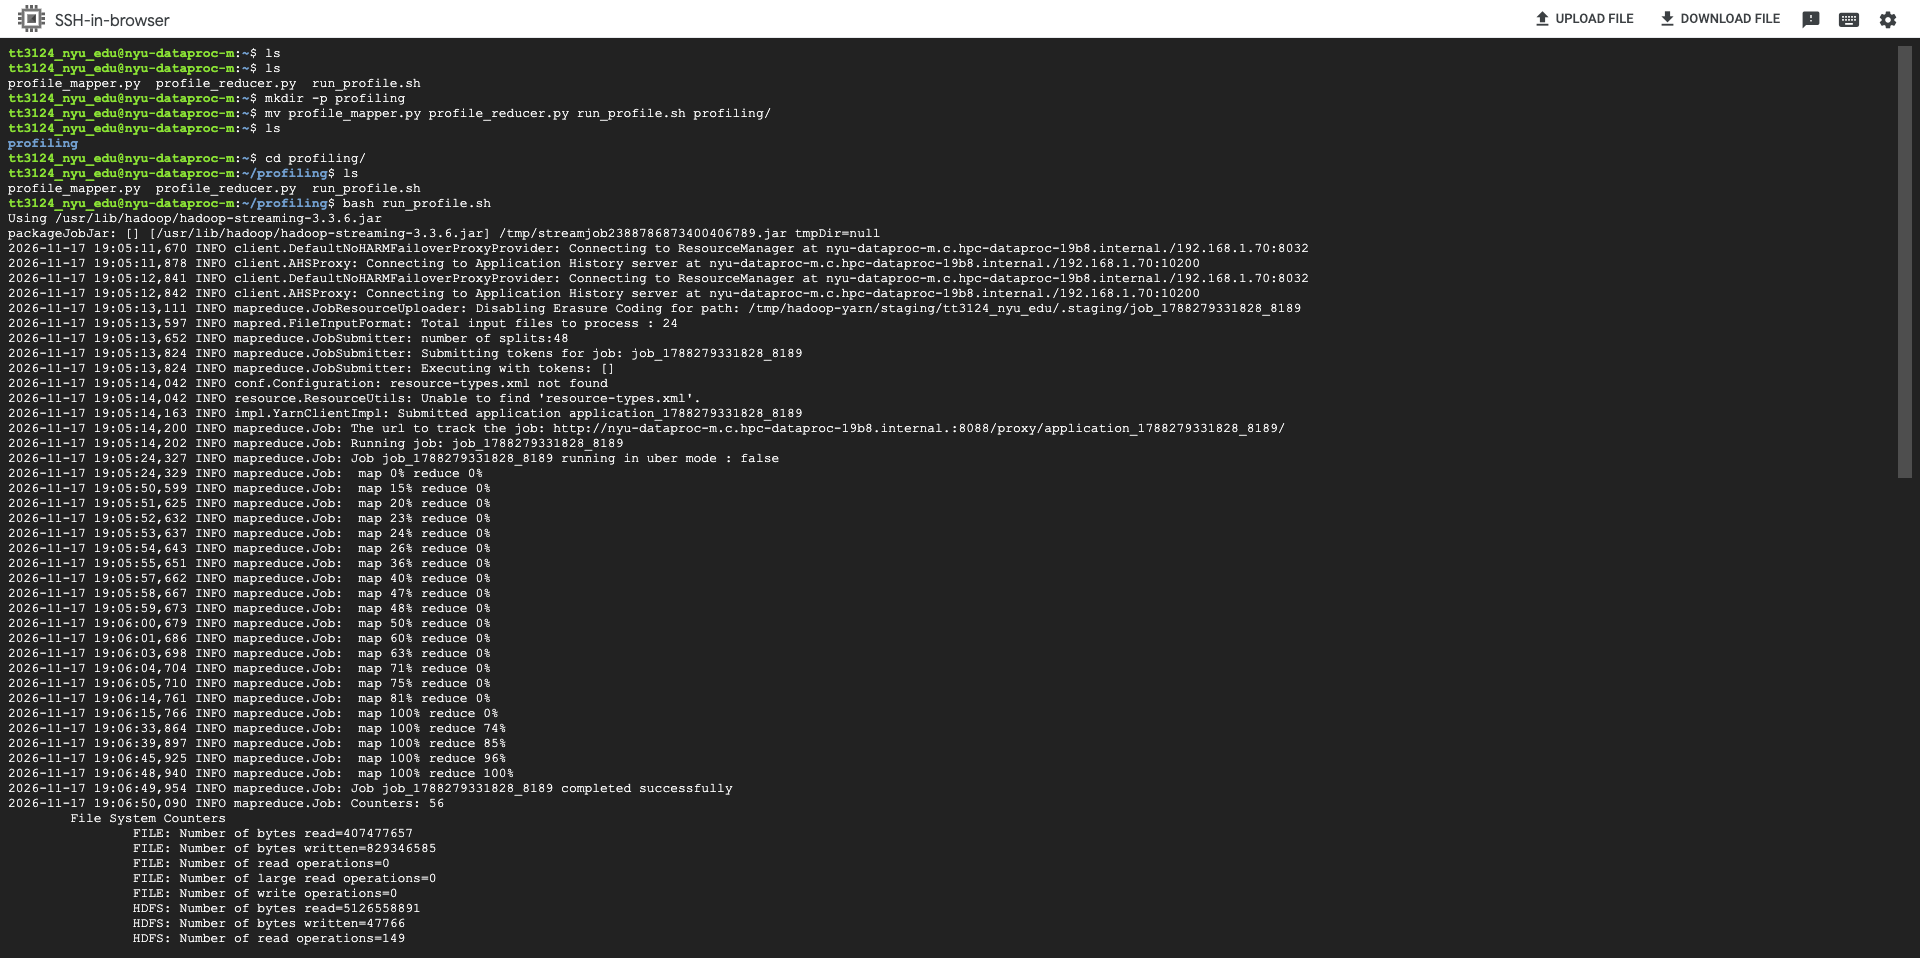 SSH-in-browser
UPLOAD FILE
DOWNLOAD FILE
tt3124_nyu_edu@nyu-dataproc-m:~$ ls
tt3124_nyu_edu@nyu-dataproc-m:~$ ls
profile_mapper.py  profile_reducer.py  run_profile.sh
tt3124_nyu_edu@nyu-dataproc-m:~$ mkdir -p profiling
tt3124_nyu_edu@nyu-dataproc-m:~$ mv profile_mapper.py profile_reducer.py run_profile.sh profiling/
tt3124_nyu_edu@nyu-dataproc-m:~$ ls
profiling
tt3124_nyu_edu@nyu-dataproc-m:~$ cd profiling/
tt3124_nyu_edu@nyu-dataproc-m:~/profiling$ ls
profile_mapper.py  profile_reducer.py  run_profile.sh
tt3124_nyu_edu@nyu-dataproc-m:~/profiling$ bash run_profile.sh
Using /usr/lib/hadoop/hadoop-streaming-3.3.6.jar
packageJobJar: [] [/usr/lib/hadoop/hadoop-streaming-3.3.6.jar] /tmp/streamjob2388786873400406789.jar tmpDir=null
2026-11-17 19:05:11,670 INFO client.DefaultNoHARMFailoverProxyProvider: Connecting to ResourceManager at nyu-dataproc-m.c.hpc-dataproc-19b8.internal./192.168.1.70:8032
2026-11-17 19:05:11,878 INFO client.AHSProxy: Connecting to Application History server at nyu-dataproc-m.c.hpc-dataproc-19b8.internal./192.168.1.70:10200
2026-11-17 19:05:12,841 INFO client.DefaultNoHARMFailoverProxyProvider: Connecting to ResourceManager at nyu-dataproc-m.c.hpc-dataproc-19b8.internal./192.168.1.70:8032
2026-11-17 19:05:12,842 INFO client.AHSProxy: Connecting to Application History server at nyu-dataproc-m.c.hpc-dataproc-19b8.internal./192.168.1.70:10200
2026-11-17 19:05:13,111 INFO mapreduce.JobResourceUploader: Disabling Erasure Coding for path: /tmp/hadoop-yarn/staging/tt3124_nyu_edu/.staging/job_1788279331828_8189
2026-11-17 19:05:13,597 INFO mapred.FileInputFormat: Total input files to process : 24
2026-11-17 19:05:13,652 INFO mapreduce.JobSubmitter: number of splits:48
2026-11-17 19:05:13,824 INFO mapreduce.JobSubmitter: Submitting tokens for job: job_1788279331828_8189
2026-11-17 19:05:13,824 INFO mapreduce.JobSubmitter: Executing with tokens: []
2026-11-17 19:05:14,042 INFO conf.Configuration: resource-types.xml not found
2026-11-17 19:05:14,042 INFO resource.ResourceUtils: Unable to find 'resource-types.xml'.
2026-11-17 19:05:14,163 INFO impl.YarnClientImpl: Submitted application application_1788279331828_8189
2026-11-17 19:05:14,200 INFO mapreduce.Job: The url to track the job: http://nyu-dataproc-m.c.hpc-dataproc-19b8.internal.:8088/proxy/application_1788279331828_8189/
2026-11-17 19:05:14,202 INFO mapreduce.Job: Running job: job_1788279331828_8189
2026-11-17 19:05:24,327 INFO mapreduce.Job: Job job_1788279331828_8189 running in uber mode : false
2026-11-17 19:05:24,329 INFO mapreduce.Job:  map 0% reduce 0%
2026-11-17 19:05:50,599 INFO mapreduce.Job:  map 15% reduce 0%
2026-11-17 19:05:51,625 INFO mapreduce.Job:  map 20% reduce 0%
2026-11-17 19:05:52,632 INFO mapreduce.Job:  map 23% reduce 0%
2026-11-17 19:05:53,637 INFO mapreduce.Job:  map 24% reduce 0%
2026-11-17 19:05:54,643 INFO mapreduce.Job:  map 26% reduce 0%
2026-11-17 19:05:55,651 INFO mapreduce.Job:  map 36% reduce 0%
2026-11-17 19:05:57,662 INFO mapreduce.Job:  map 40% reduce 0%
2026-11-17 19:05:58,667 INFO mapreduce.Job:  map 47% reduce 0%
2026-11-17 19:05:59,673 INFO mapreduce.Job:  map 48% reduce 0%
2026-11-17 19:06:00,679 INFO mapreduce.Job:  map 50% reduce 0%
2026-11-17 19:06:01,686 INFO mapreduce.Job:  map 60% reduce 0%
2026-11-17 19:06:03,698 INFO mapreduce.Job:  map 63% reduce 0%
2026-11-17 19:06:04,704 INFO mapreduce.Job:  map 71% reduce 0%
2026-11-17 19:06:05,710 INFO mapreduce.Job:  map 75% reduce 0%
2026-11-17 19:06:14,761 INFO mapreduce.Job:  map 81% reduce 0%
2026-11-17 19:06:15,766 INFO mapreduce.Job:  map 100% reduce 0%
2026-11-17 19:06:33,864 INFO mapreduce.Job:  map 100% reduce 74%
2026-11-17 19:06:39,897 INFO mapreduce.Job:  map 100% reduce 85%
2026-11-17 19:06:45,925 INFO mapreduce.Job:  map 100% reduce 96%
2026-11-17 19:06:48,940 INFO mapreduce.Job:  map 100% reduce 100%
2026-11-17 19:06:49,954 INFO mapreduce.Job: Job job_1788279331828_8189 completed successfully
2026-11-17 19:06:50,090 INFO mapreduce.Job: Counters: 56
File System Counters
FILE: Number of bytes read=407477657
FILE: Number of bytes written=829346585
FILE: Number of read operations=0
FILE: Number of large read operations=0
FILE: Number of write operations=0
HDFS: Number of bytes read=5126558891
HDFS: Number of bytes written=47766
HDFS: Number of read operations=149